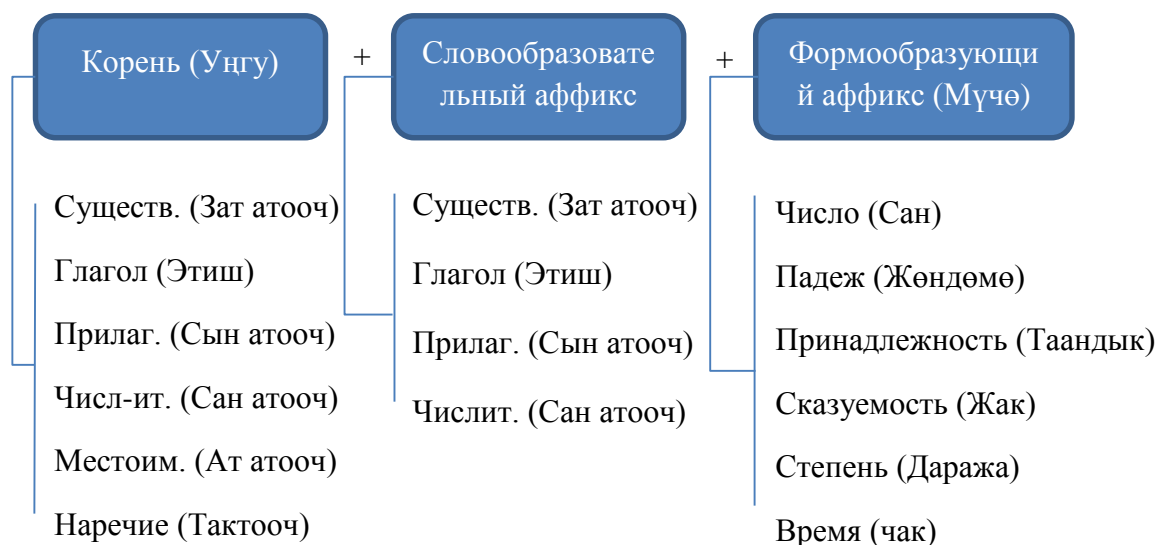 Корень (Уңгу)
+
Словообразовате
льный аффикс
+
Формообразующи
й аффикс (Мүчө)
Существ. (Зат атооч)
Глагол (Этиш)
Прилаг. (Сын атооч)
Числ-ит. (Сан атооч)
Местоим. (Ат атооч)
Наречие (Тактооч)
Существ. (Зат атооч)
Глагол (Этиш)
Прилаг. (Сын атооч)
Числит. (Сан атооч)
Число (Сан)
Падеж (Жөндөмө)
Принадлежность (Таандык)
Сказуемость (Жак)
Степень (Даража)
Время (чак)